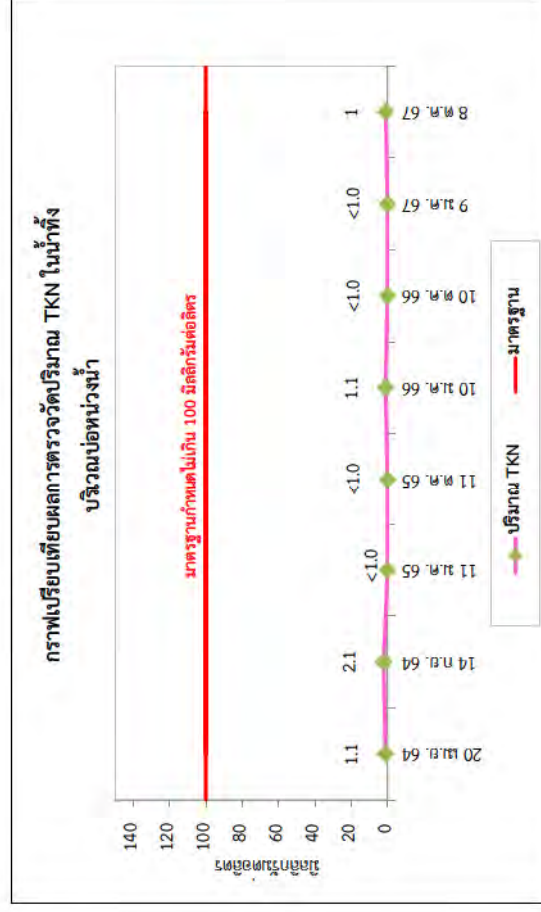 กราฟเปรียบเทียบผลการตรวจวัดปริมาณ TKN ในน้ำทิ้ง
บริเวณบ่อหน่วงน้ำ
มิลลิกรัมต่อลิตร
140
120
100
80
60
40
20
0
มาตรฐานกำหนดไม่เกิน 100 มิลลิกรัมต่อลิตร
1.1
2.1
<1.0
<1.0
1.1
<1.0
<1.0
1
20 เม.ย. 64
14 ก.ย. 64
11 ม.ค. 65
11 ต.ค. 65
10 ม.ค. 66
10 ต.ค. 66
9 ม.ค. 67
8 ต.ค. 67
ปริมาณ TKN
มาตรฐาน